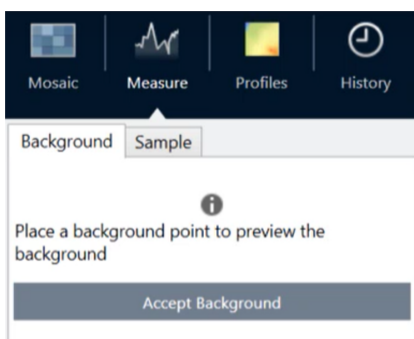 Mosaic Measure Profiles History
Background Sample
Place a background point to preview the
background
Accept Background